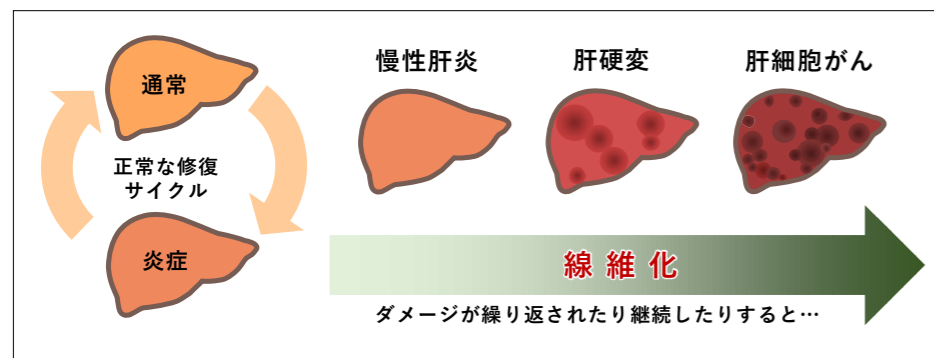 通常
正常な修復
サイクル
炎症
慢性肝炎
肝硬変
肝細胞がん
線維化
ダメージが繰り返されたり継続したりすると…